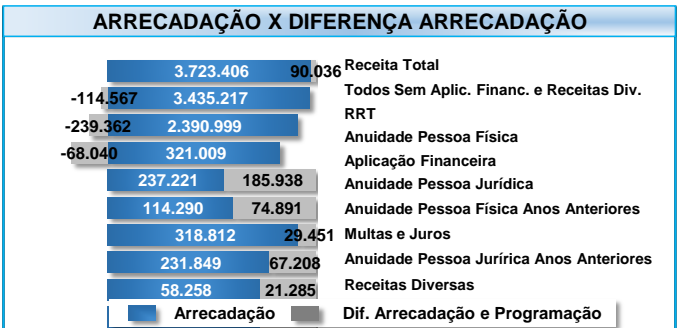 ARRECADAÇÃO X DIFERENÇA ARRECADAÇÃO
3.723.406 90.036 Receita Total
-114.567 3.435.217 Todos Sem Aplic. Financ. e Receitas Div.
RRT
-239.362 2.390.999
Anuidade Pessoa Física
-68.040 321.009
Aplicação Financeira
237.221 185.938 Anuidade Pessoa Jurídica
114.290 74.891 Anuidade Pessoa Física Anos Anteriores
318.812 29.451 Multas e Juros
231.849 67.208 Anuidade Pessoa Jurírica Anos Anteriores
58.258 21.285 Receitas Diversas
Arrecadação Dif. Arrecadação e Programação